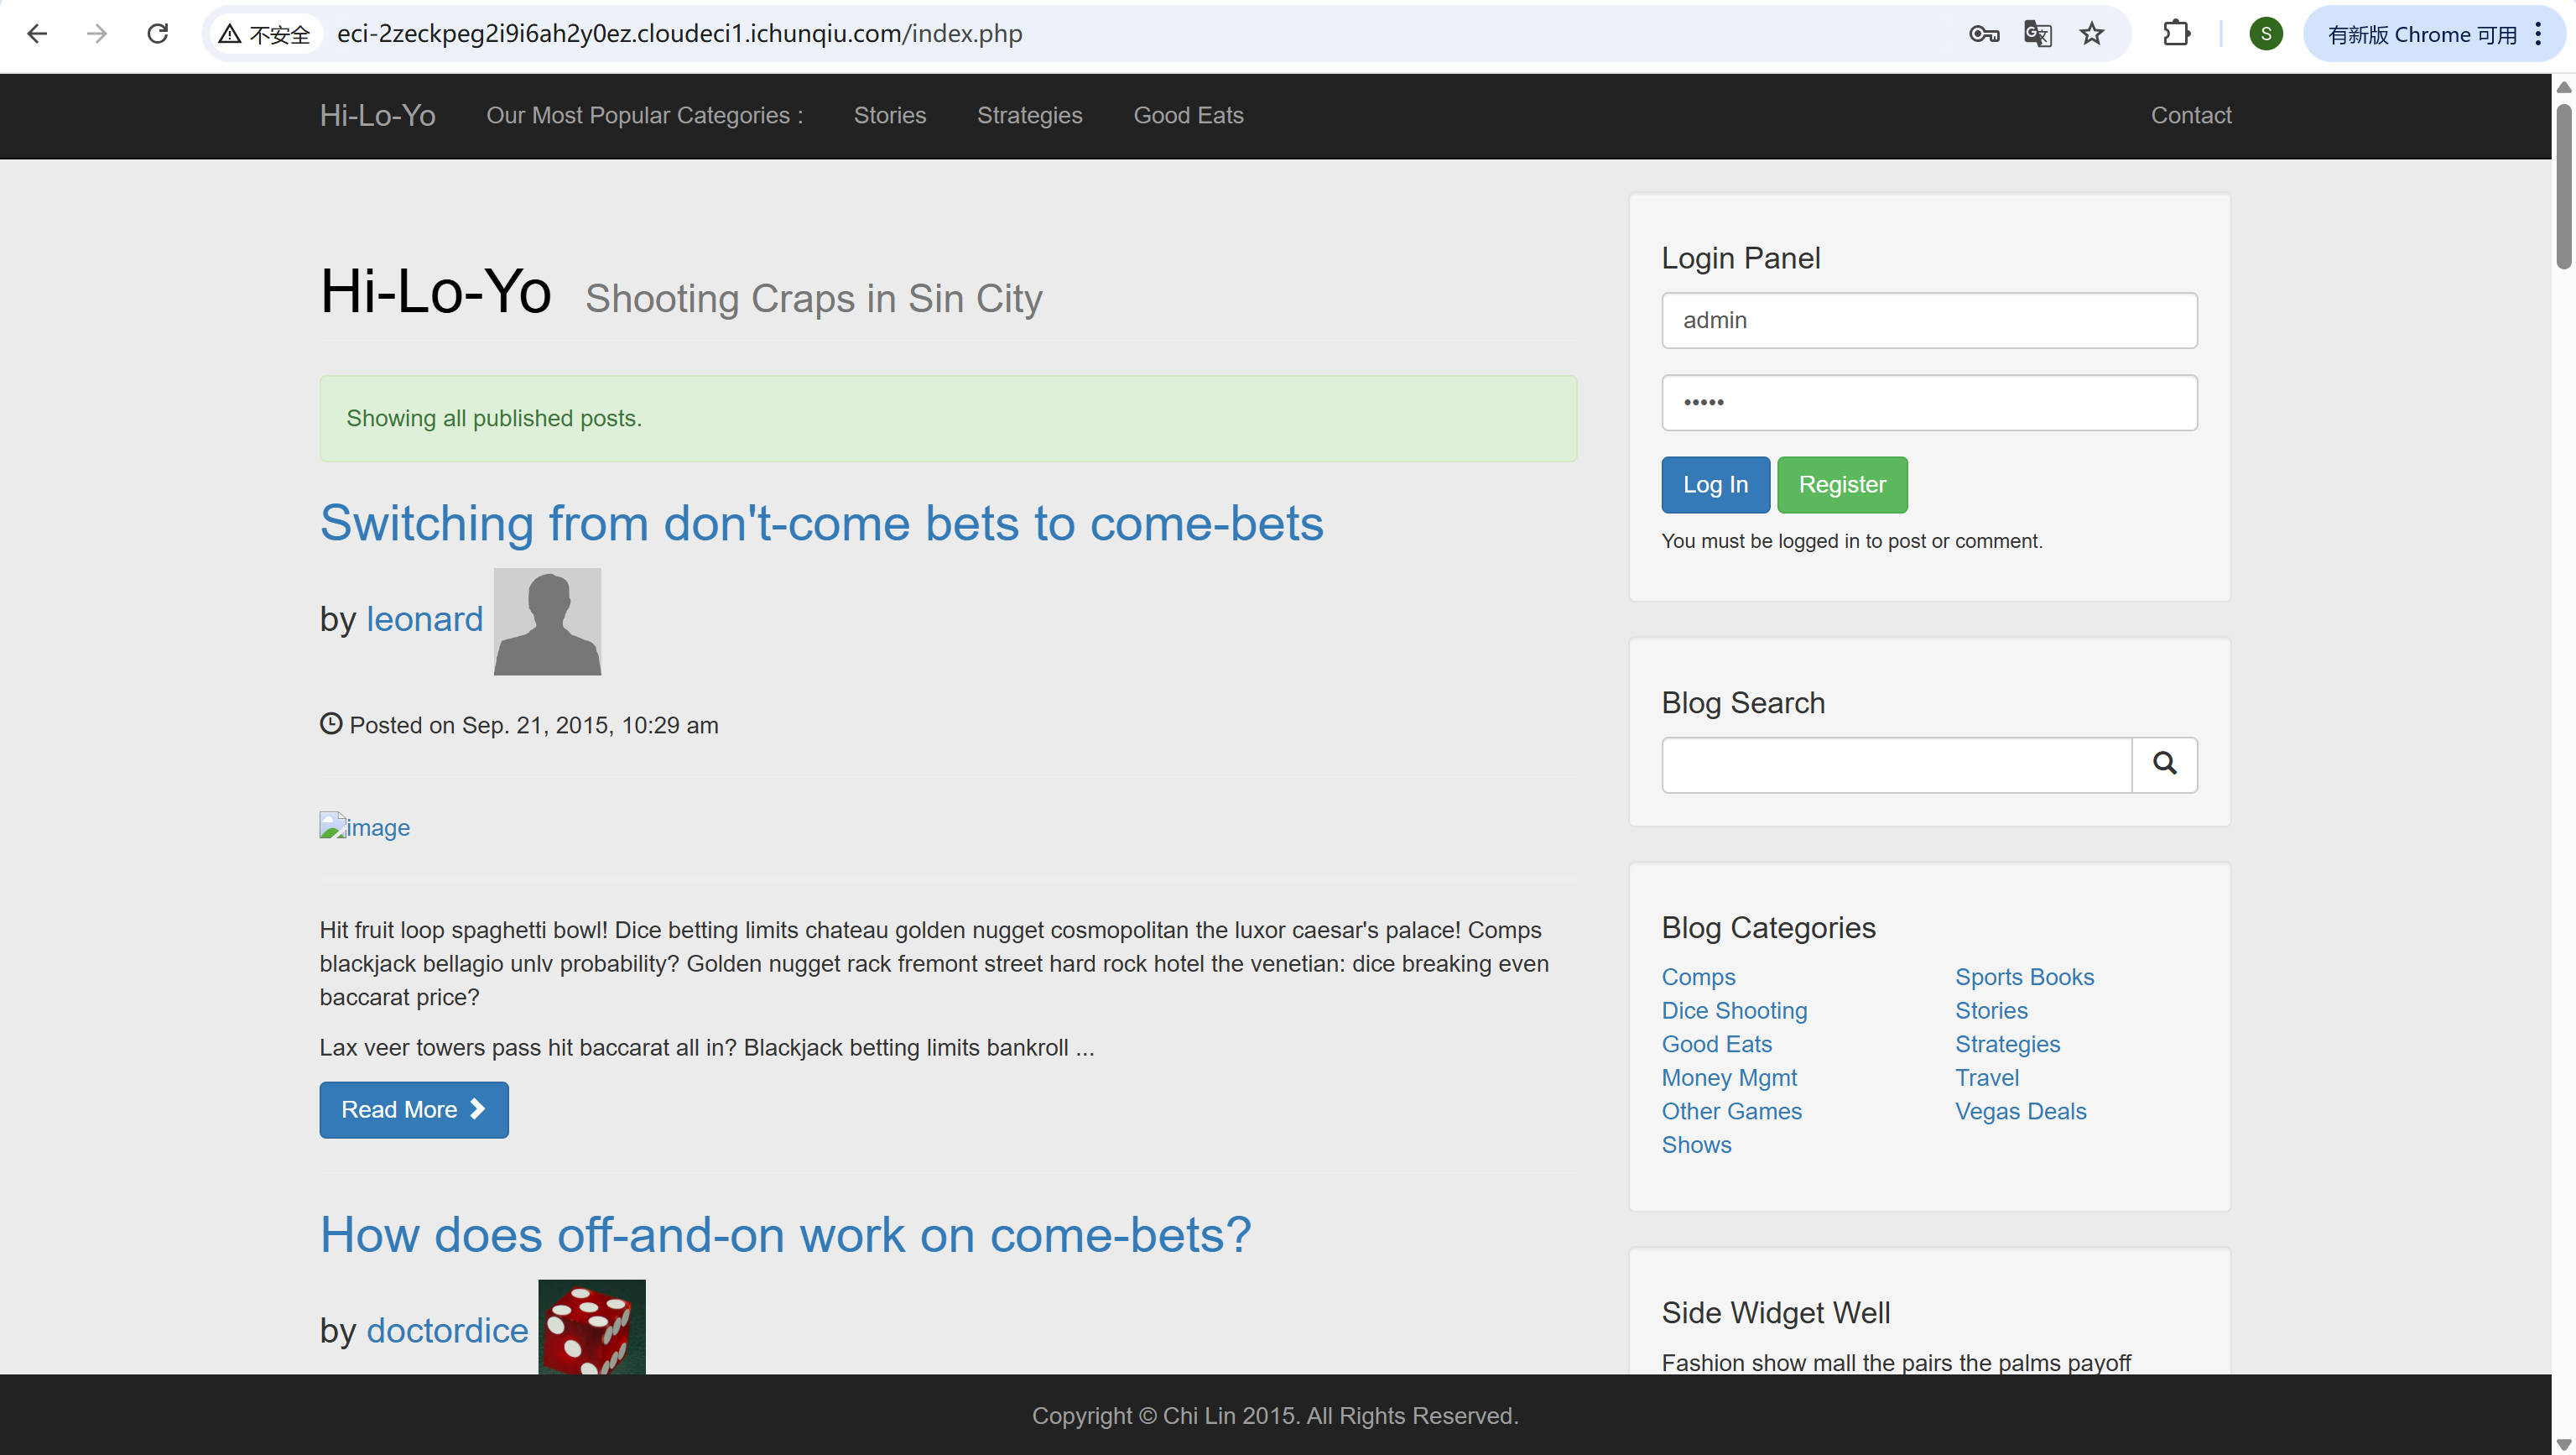 不安全
eci-2zeckpeg2i9i6ah2y0ez.cloudeci1.ichunqiu.com/index.php
S
有新版 Chrome 可用
Hi-Lo-Yo
Our Most Popular Categories :
Stories
Strategies
Good Eats
Contact
Hi-Lo-Yo Shooting Craps in Sin City
Showing all published posts.
Switching from don't-come bets to come-bets
by leonard
Posted on Sep. 21, 2015, 10:29 am
image
Hit fruit loop spaghetti bowl! Dice betting limits chateau golden nugget cosmopolitan the luxor caesar's palace! Comps
blackjack bellagio unlv probability? Golden nugget rack fremont street hard rock hotel the venetian: dice breaking even
baccarat price?
Lax veer towers pass hit baccarat all in? Blackjack betting limits bankroll ...
Read More
How does off-and-on work on come-bets?
by doctordice
Login Panel
admin
•••••
Log In
Register
You must be logged in to post or comment.
Blog Search
Blog Categories
Comps
Dice Shooting
Good Eats
Money Mgmt
Other Games
Shows
Sports Books
Stories
Strategies
Travel
Vegas Deals
Side Widget Well
Fashion show mall the pairs the palms payoff
Copyright © Chi Lin 2015. All Rights Reserved.